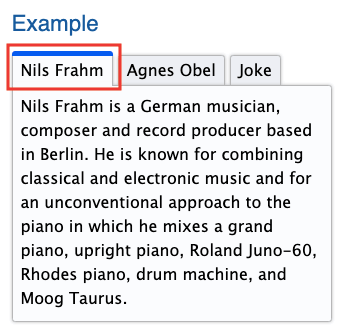 Example
Nils Frahm Agnes Obel Joke
Nils Frahm is a German musician,
composer and record producer based
in Berlin. He is known for combining
classical and electronic music and for
an unconventional approach to the
piano in which he mixes a grand
piano, upright piano, Roland Juno-60,
Rhodes piano, drum machine, and
Moog Taurus.